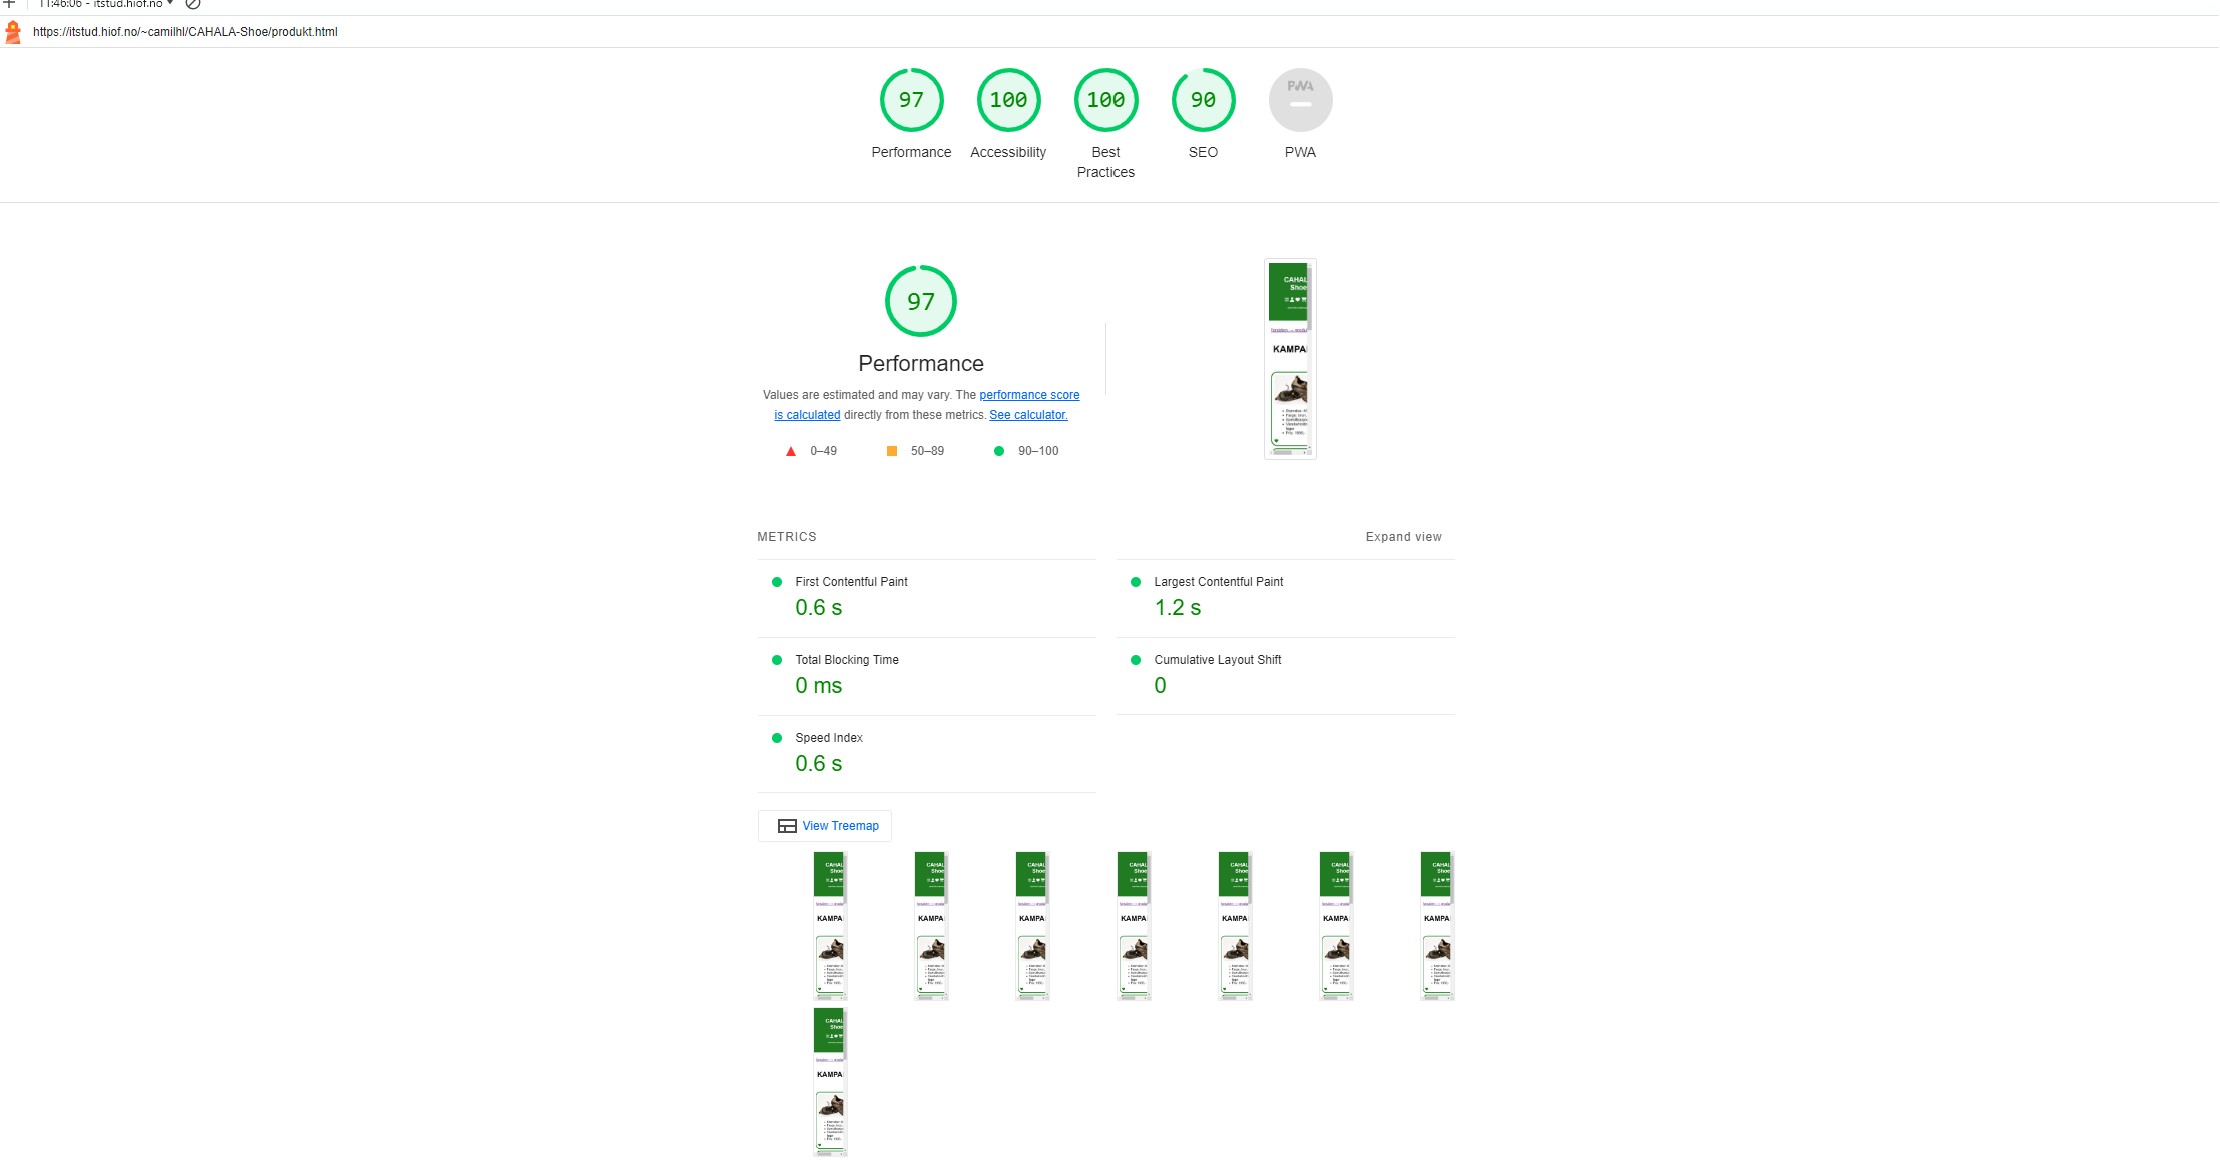 11:46:06 - itstud.hiof.no
https://itstud.hiof.no/~camilhl/CAHALA-Shoe/produkt.html
97
100
100
90
PWA
Performance
Accessibility
Best
Practices
SEO
PWA
97
Performance
Values are estimated and may vary. The performance score
is calculated directly from these metrics. See calculator.
0–49
50–89
90–100
CAHAL
Shoe
KAMPA
METRICS
Expand view
First Contentful Paint
0.6 s
Largest Contentful Paint
1.2 s
Total Blocking Time
0 ms
Cumulative Layout Shift
0
Speed Index
0.6 s
View Treemap
CAHAL
Shoe
KAMPA
CAHAL
Shoe
KAMPA
CAHAL
Shoe
KAMPA
CAHAL
Shoe
KAMPA
CAHAL
Shoe
KAMPA
CAHAL
Shoe
KAMPA
CAHAL
Shoe
KAMPA
CAHAL
Shoe
KAMPA